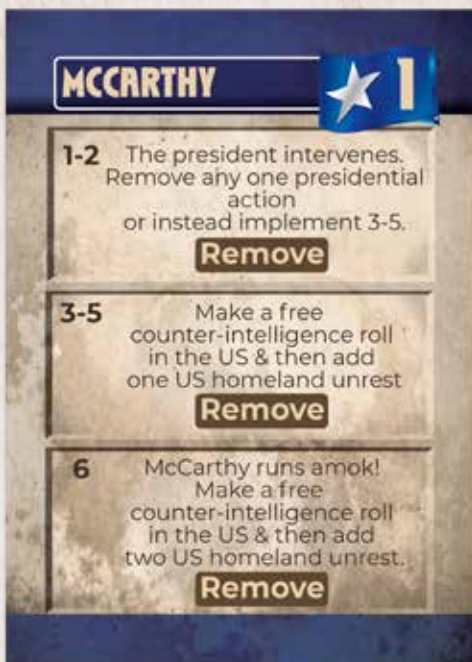 MCCARTHY
1
1-2
The president intervenes.
Remove any one presidential
action
or instead implement 3-5.
Remove
3-5
Make a free
counter-intelligence roll
in the US & then add
one US homeland unrest
Remove
6
McCarthy runs amok!
Make a free
counter-intelligence roll
in the US & then add
two US homeland unrest.
Remove